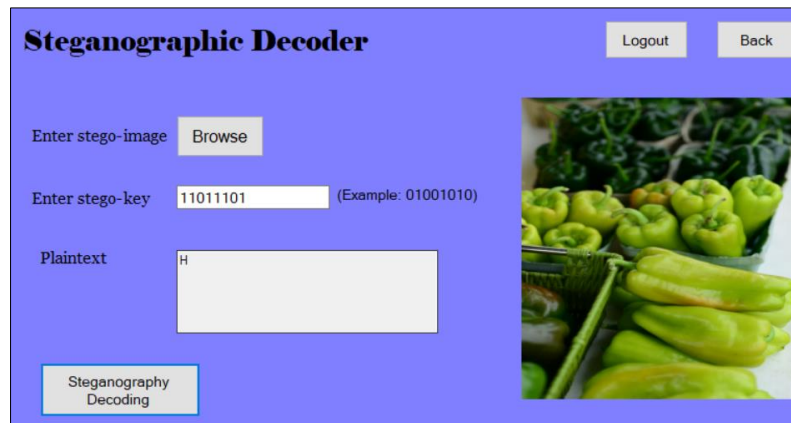 Steganographic Decoder
Logout
Back
Enter stego-image
Browse
Enter stego-key
11011101
(Example: 01001010)
Plaintext
H
Steganography
Decoding